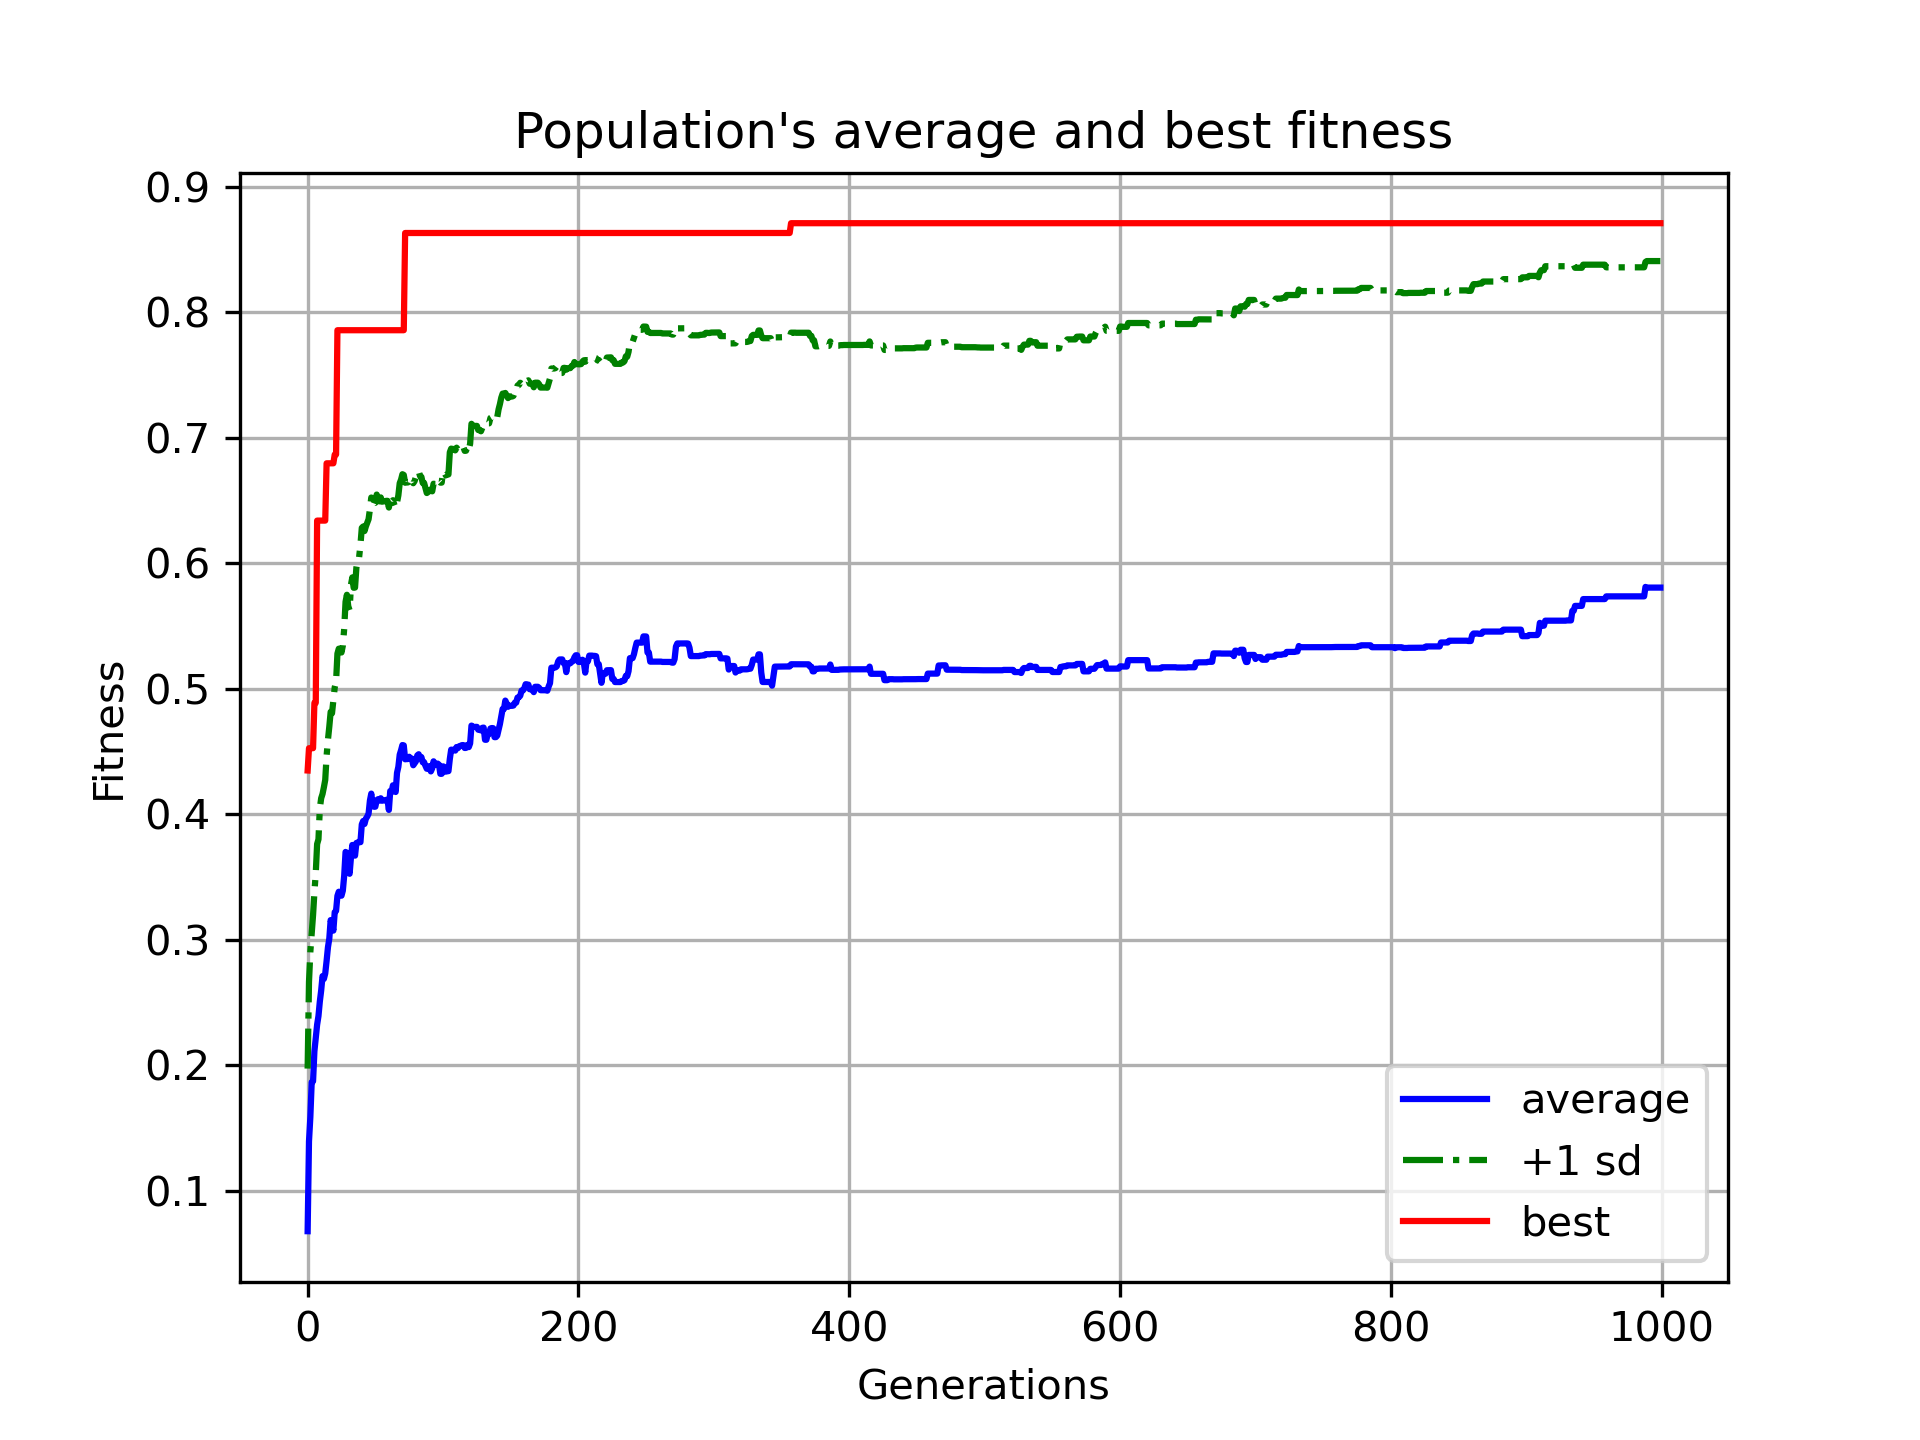 Population's average and best fitness
0.9
0.8
0.7
0.6
0.5
0.4
0.3
0.2
0.1
Fitness
average
+1 sd
best
0 200 400 600 800 1000
Generations